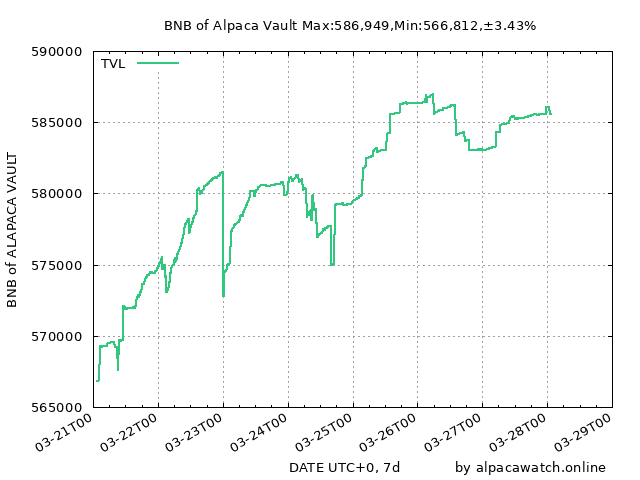 BNB of Alpaca Vault Max:586,949,Min:566,812,±3.43%
TVL
BNB of ALAPACA VAULT
590000
585000
580000
575000
570000
565000
03-21T00
03-22T00
03-23T00
03-24T00
03-25T00
03-26T00
03-27T00
03-28T00
03-29T00
DATE UTC+0, 7d
by alpacawatch.online